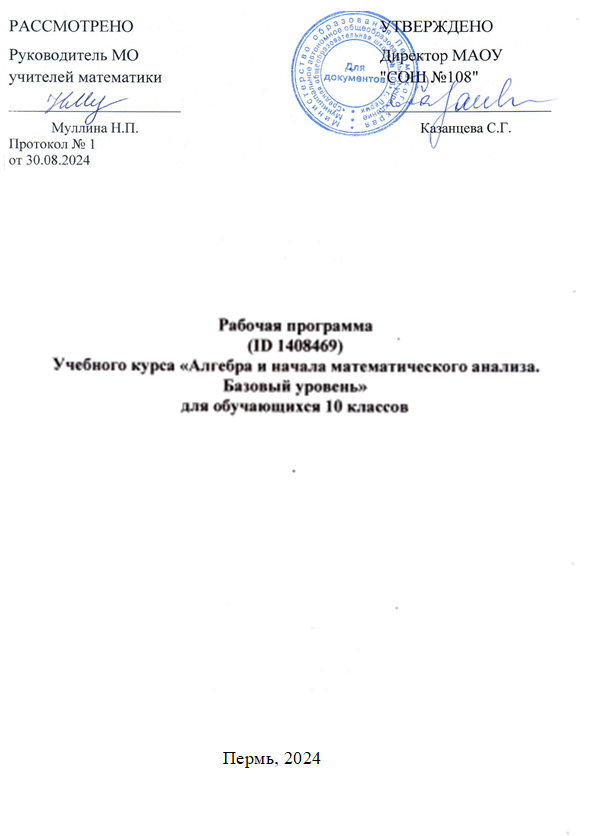 РАССМОТРЕНО
Руководитель МО
учителей математики
Муллина Н.П.
Протокол № 1
от 30.08.2024
УТВЕРЖДЕНО
Директор МАОУ
"СОШ №108"
Казанцева С.Г.
Для
документов
Рабочая программа
(ID 1408469)
Учебного курса «Алгебра и начала математического анализа.
Базовый уровень»
для обучающихся 10 классов
Пермь, 2024